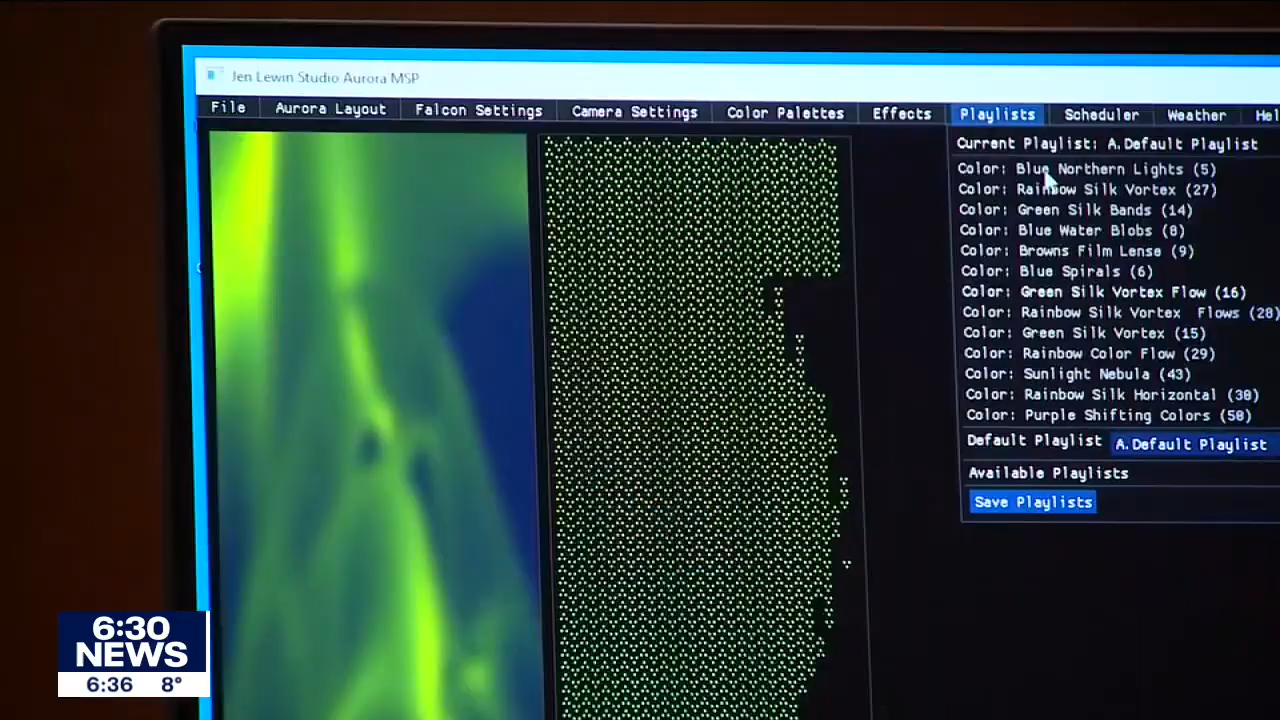 Jen Lewin Studio Aurora MSP
File Aurora Layout Falcon Settings Camera Settings Color Palettes Effects Playlists Scheduler Weather Hel
Current Playlist: A.Default Playlist
Color: Blue Northern Lights (5)
Color: Rainbow Silk Vortex (27)
Color: Green Silk Bands (14)
Color: Blue Water Blobs (8)
Color: Browns Film Lense (9)
Color: Blue Spirals (6)
Color: Green Silk Vortex Flow (16)
Color: Rainbow Silk Vortex Flows (28)
Color: Green Silk Vortex (15)
Color: Rainbow Color Flow (29)
Color: Sunlight Nebula (43)
Color: Rainbow Silk Horizontal (30)
Color: Purple Shifting Colors (50)
Default Playlist A.Default Playlist
Available Playlists
Save Playlists
6:30
NEWS
6:36 8°